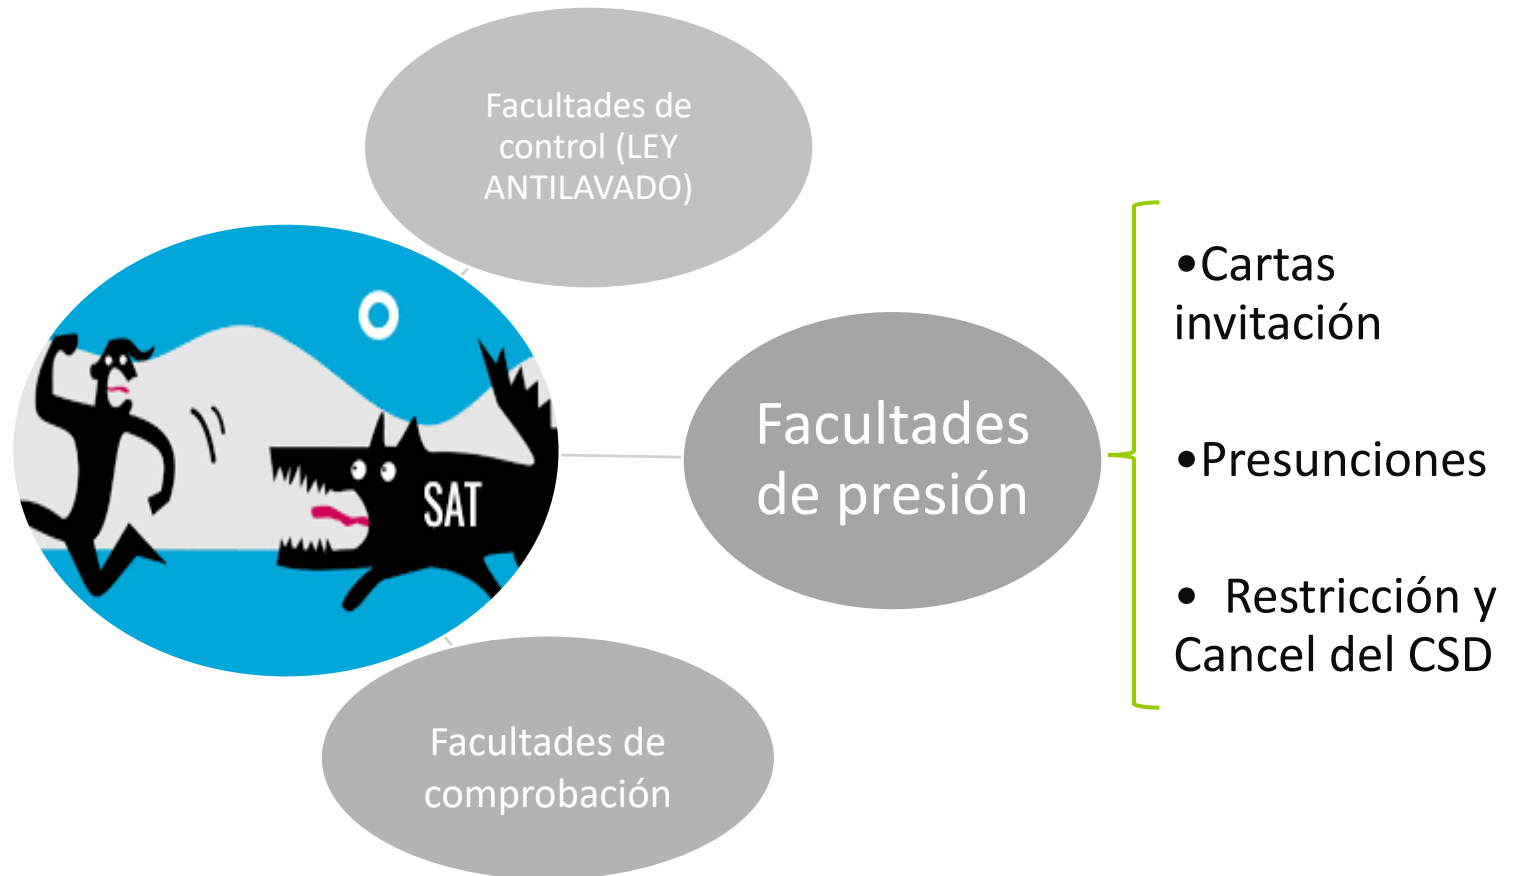 Facultades de
control (LEY
ANTILAVADO)
SAT
Facultades
de presión
•Cartas
invitación
•Presunciones
• Restricción y
Cancel del CSD
Facultades de
comprobación